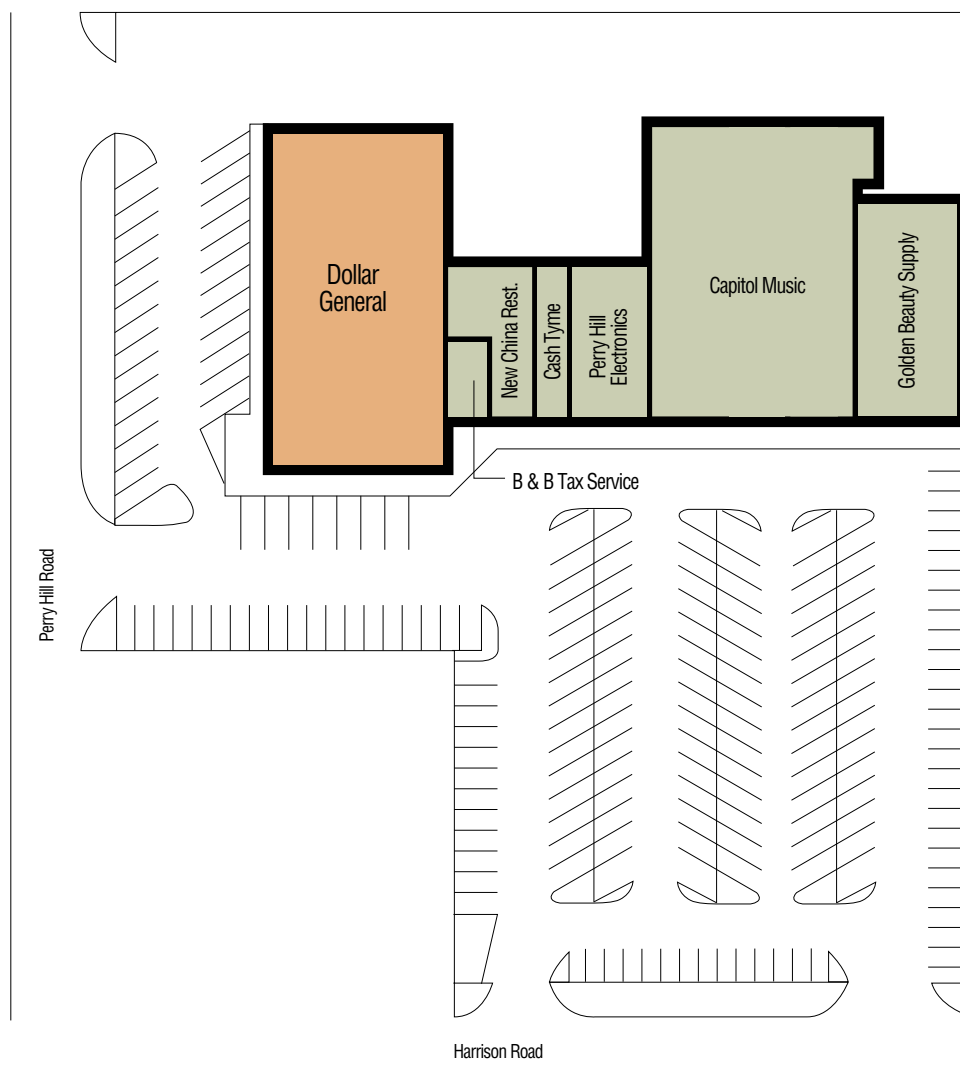 Dollar
General
New China Rest.
Cash Tyme
Perry Hill
Electronics
Capitol Music
Golden Beauty Supply
B & B Tax Service
Perry Hill Road
Harrison Road